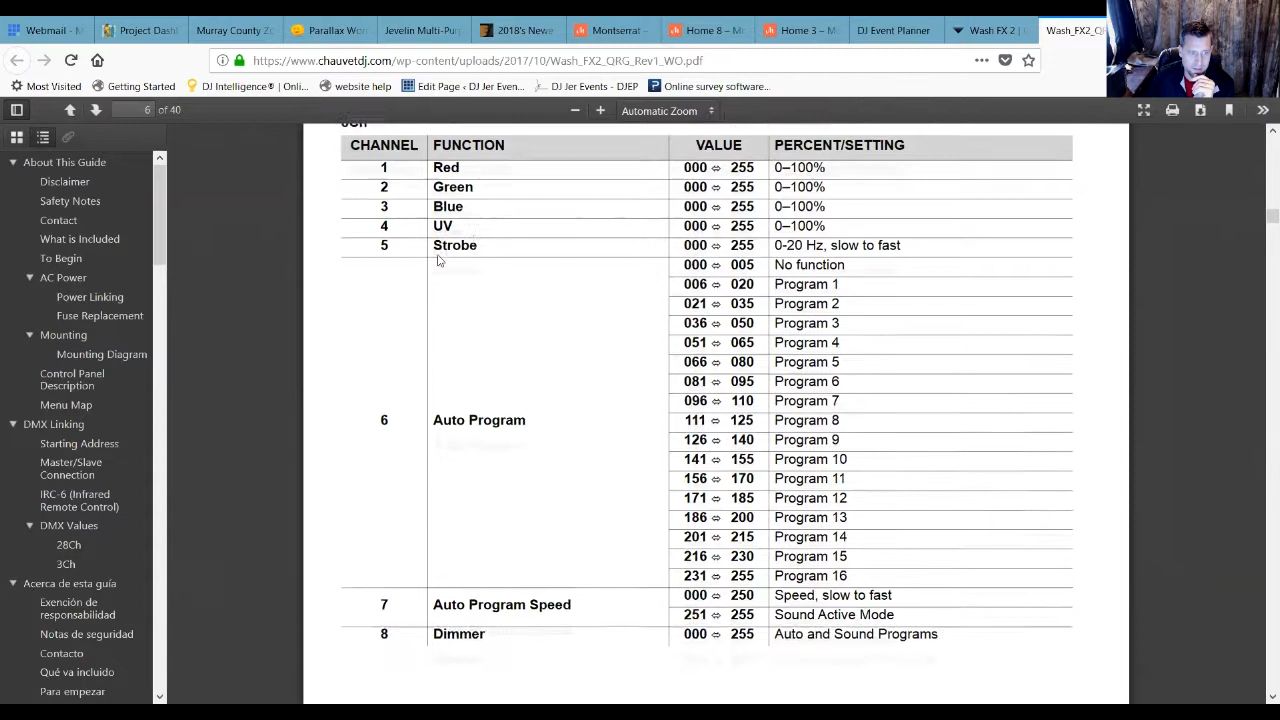 Webmail - M
Project Dash
Murray County Zo
Parallax Wor
Jevelin Multi-Pur
2018's Newe
Montserrat -
Home 8 – Mo
Home 3 – Mo
DJ Event Planner
Wash FX 2 | 
Wash_FX2_QR
https://www.chauvetdj.com/wp-content/uploads/2017/10/Wash_FX2_QRG_Rev1_WO.pdf
Most Visited
Getting Started
DJ Intelligence® | Onli...
website help
Edit Page ‹ DJ Jer Even...
DJ Jer Events - DJEP
Online survey software...
6 of 40
Automatic Zoom
About This Guide
Disclaimer
Safety Notes
Contact
What is Included
To Begin
AC Power
Power Linking
Fuse Replacement
Mounting
Mounting Diagram
Control Panel
Description
Menu Map
DMX Linking
Starting Address
Master/Slave
Connection
IRC-6 (Infrared
Remote Control)
DMX Values
28Ch
3Ch
Acerca de esta guía
Exención de
responsabilidad
Notas de seguridad
Contacto
Qué va incluido
Para empezar
CHANNEL FUNCTION VALUE PERCENT/SETTING
1 Red 000 ⇔ 255 0–100%
2 Green 000 ⇔ 255 0–100%
3 Blue 000 ⇔ 255 0–100%
4 UV 000 ⇔ 255 0–100%
5 Strobe 000 ⇔ 255 0-20 Hz, slow to fast
000 ⇔ 005 No function
006 ⇔ 020 Program 1
021 ⇔ 035 Program 2
036 ⇔ 050 Program 3
051 ⇔ 065 Program 4
066 ⇔ 080 Program 5
081 ⇔ 095 Program 6
096 ⇔ 110 Program 7
6 Auto Program 111 ⇔ 125 Program 8
126 ⇔ 140 Program 9
141 ⇔ 155 Program 10
156 ⇔ 170 Program 11
171 ⇔ 185 Program 12
186 ⇔ 200 Program 13
201 ⇔ 215 Program 14
216 ⇔ 230 Program 15
231 ⇔ 255 Program 16
7 Auto Program Speed 000 ⇔ 250 Speed, slow to fast
251 ⇔ 255 Sound Active Mode
8 Dimmer 000 ⇔ 255 Auto and Sound Programs